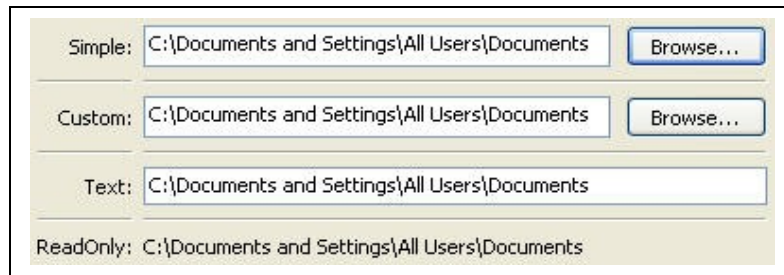 Simple: C:\Documents and Settings\All Users\Documents Browse...
Custom: C:\Documents and Settings\All Users\Documents Browse...
Text: C:\Documents and Settings\All Users\Documents
ReadOnly: C:\Documents and Settings\All Users\Documents